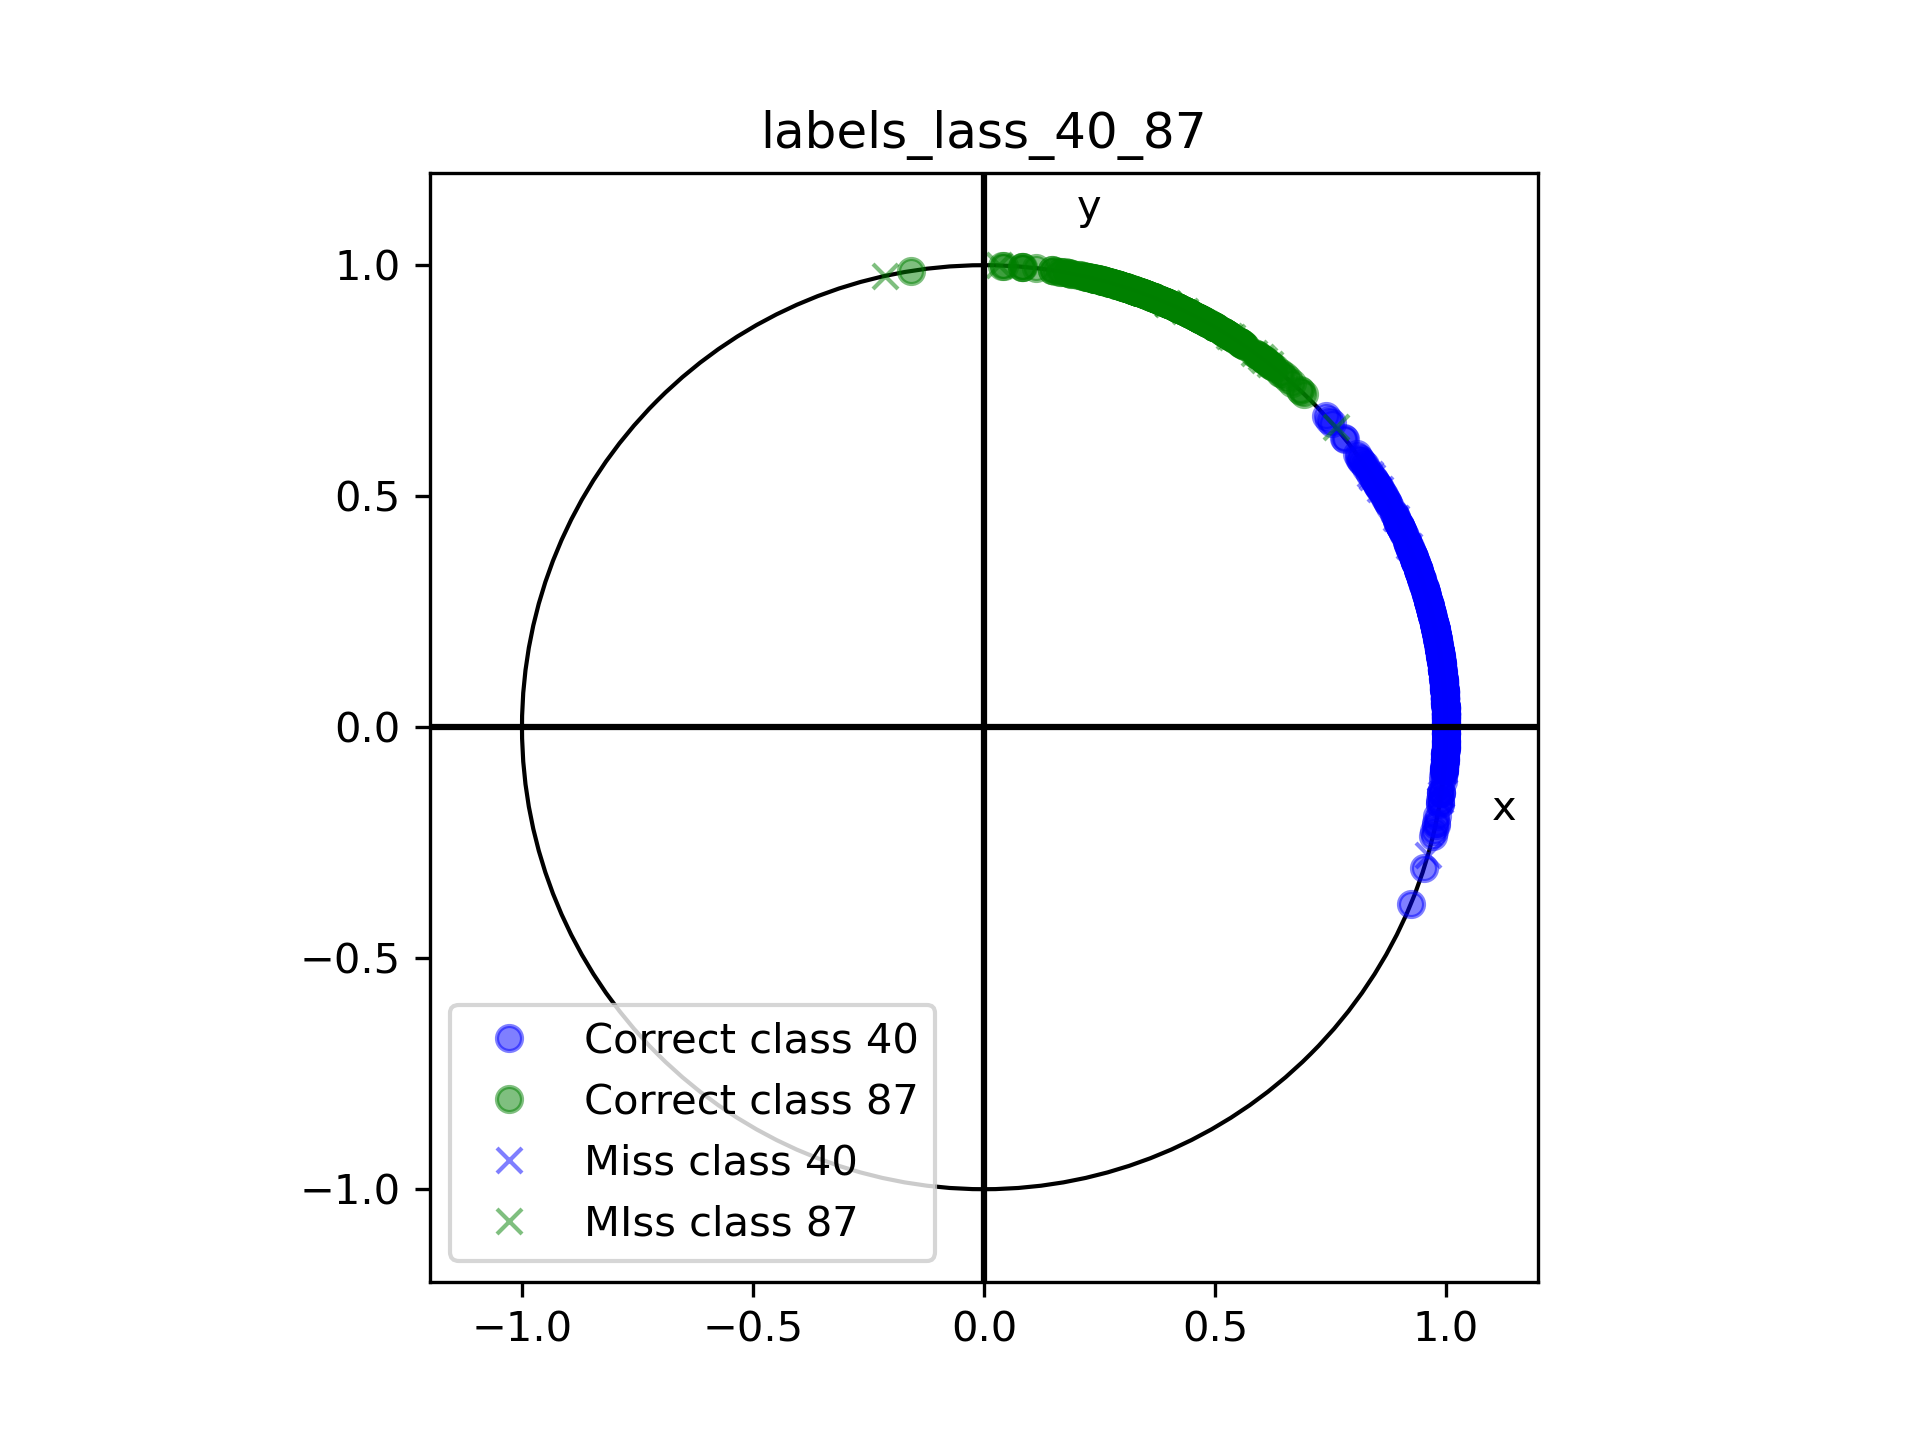 labels_lass_40_87
y
1.0
0.5
0.0
x
−0.5
−1.0
Correct class 40
Correct class 87
Miss class 40
MIss class 87
−1.0 −0.5 0.0 0.5 1.0